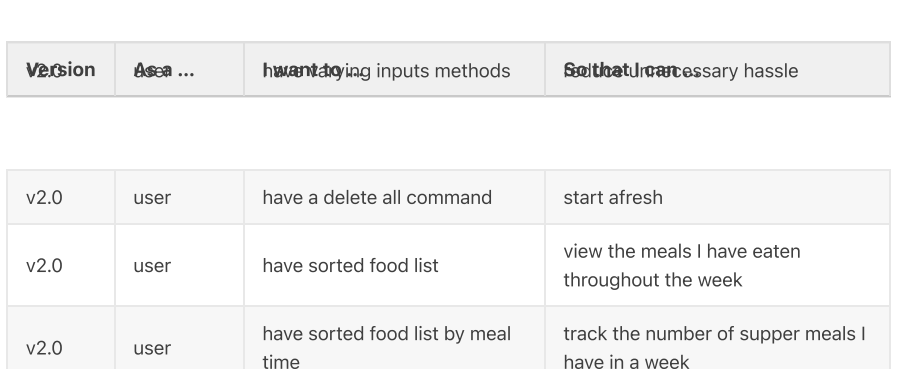 Version As a ... I want to ... So that I can ...
v2.0 user have varying inputs methods reduce unnecessary hassle
v2.0 user have a delete all command start afresh
v2.0 user have sorted food list view the meals I have eaten
throughout the week
v2.0 user have sorted food list by meal track the number of supper meals I
time have in a week